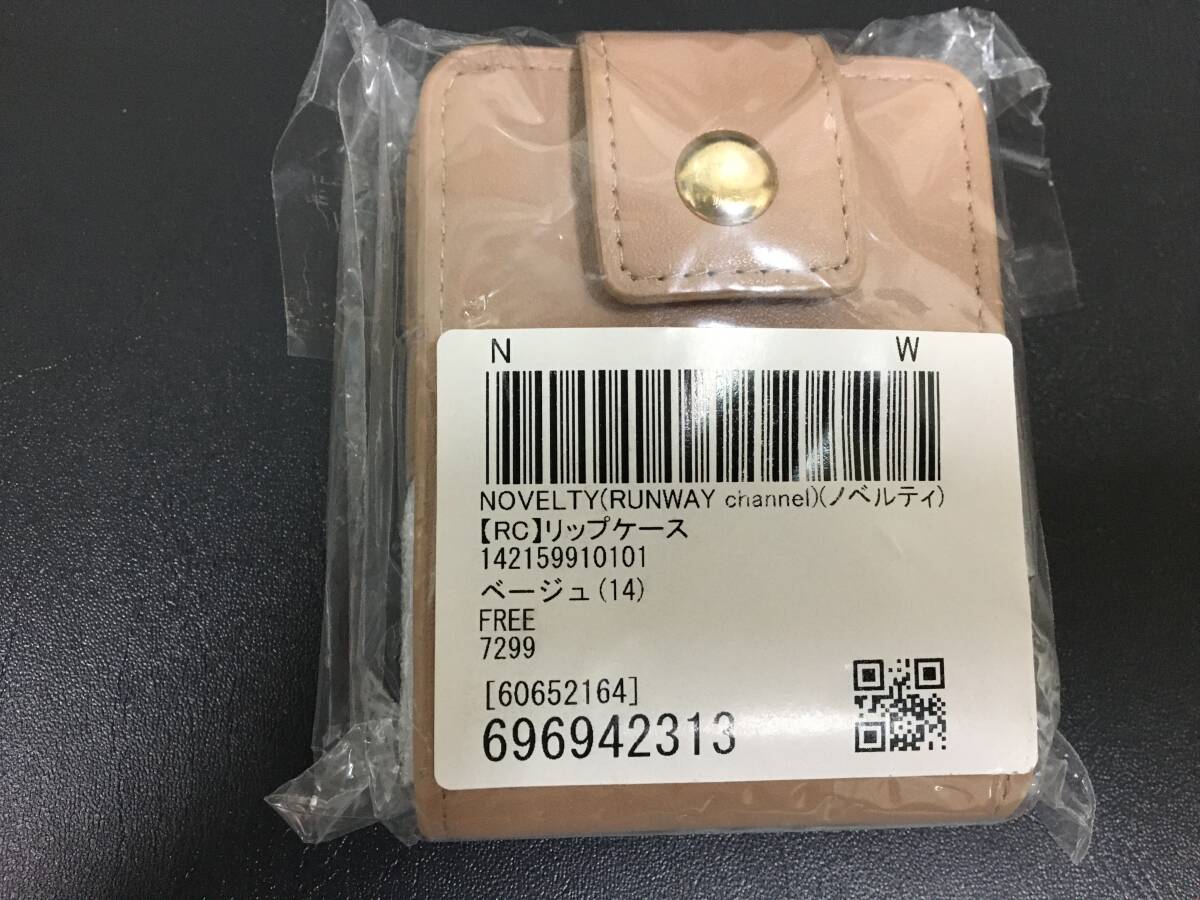 N W
NOVELTY(RUNWAY channel)(ノベルティ)
【RC】リップケース
142159910101
ベージュ(14)
FREE
7299
[60652164]
696942313